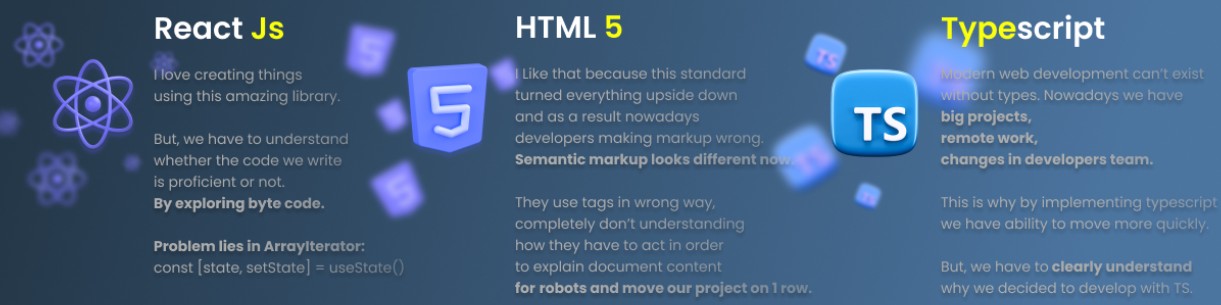 React Js
I love creating things
using this amazing library.
But, we have to understand
whether the code we write
is proficient or not.
By exploring byte code.
Problem lies in ArrayIterator:
const [state, setState] = useState()
5
5
5
HTML 5
I Like that because this standard
turned everything upside down
and as a result nowadays
developers making markup wrong.
Semantic markup looks different now.
They use tags in wrong way,
completely don't understanding
how they have to act in order
to explain document content
for robots and move our project on 1 row.
TS
TS
TS
TS
Typescript
Modern web development can't exist
without types. Nowadays we have
big projects,
remote work,
changes in developers team.
This is why by implementing typescript
we have ability to move more quickly.
But, we have to clearly understand
why we decided to develop with TS.